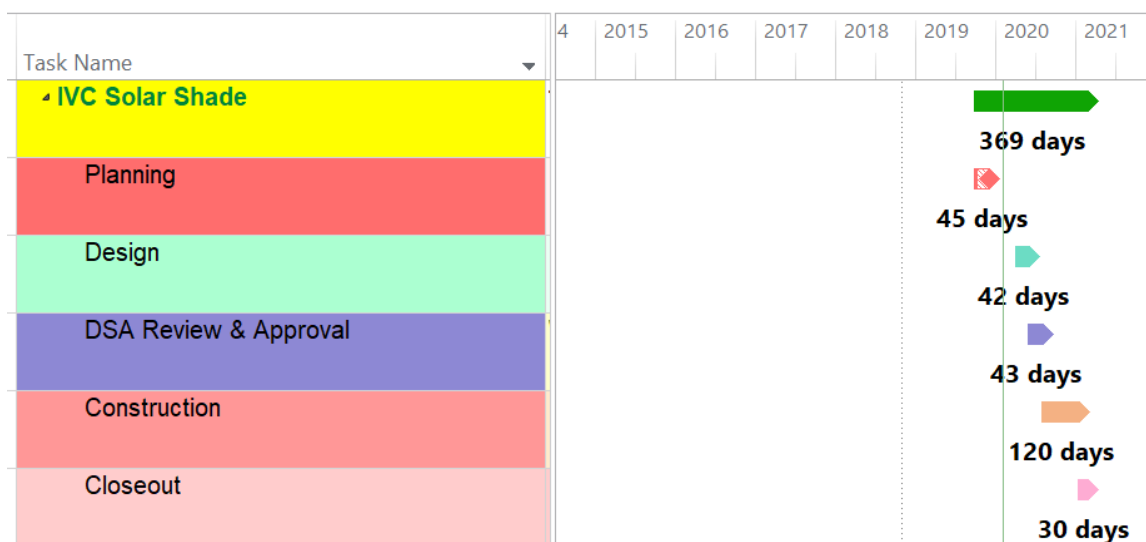 4 2015 2016 2017 2018 2019 2020 2021
Task Name
IVC Solar Shade
369 days
Planning
45 days
Design
42 days
DSA Review & Approval
43 days
Construction
120 days
Closeout
30 days